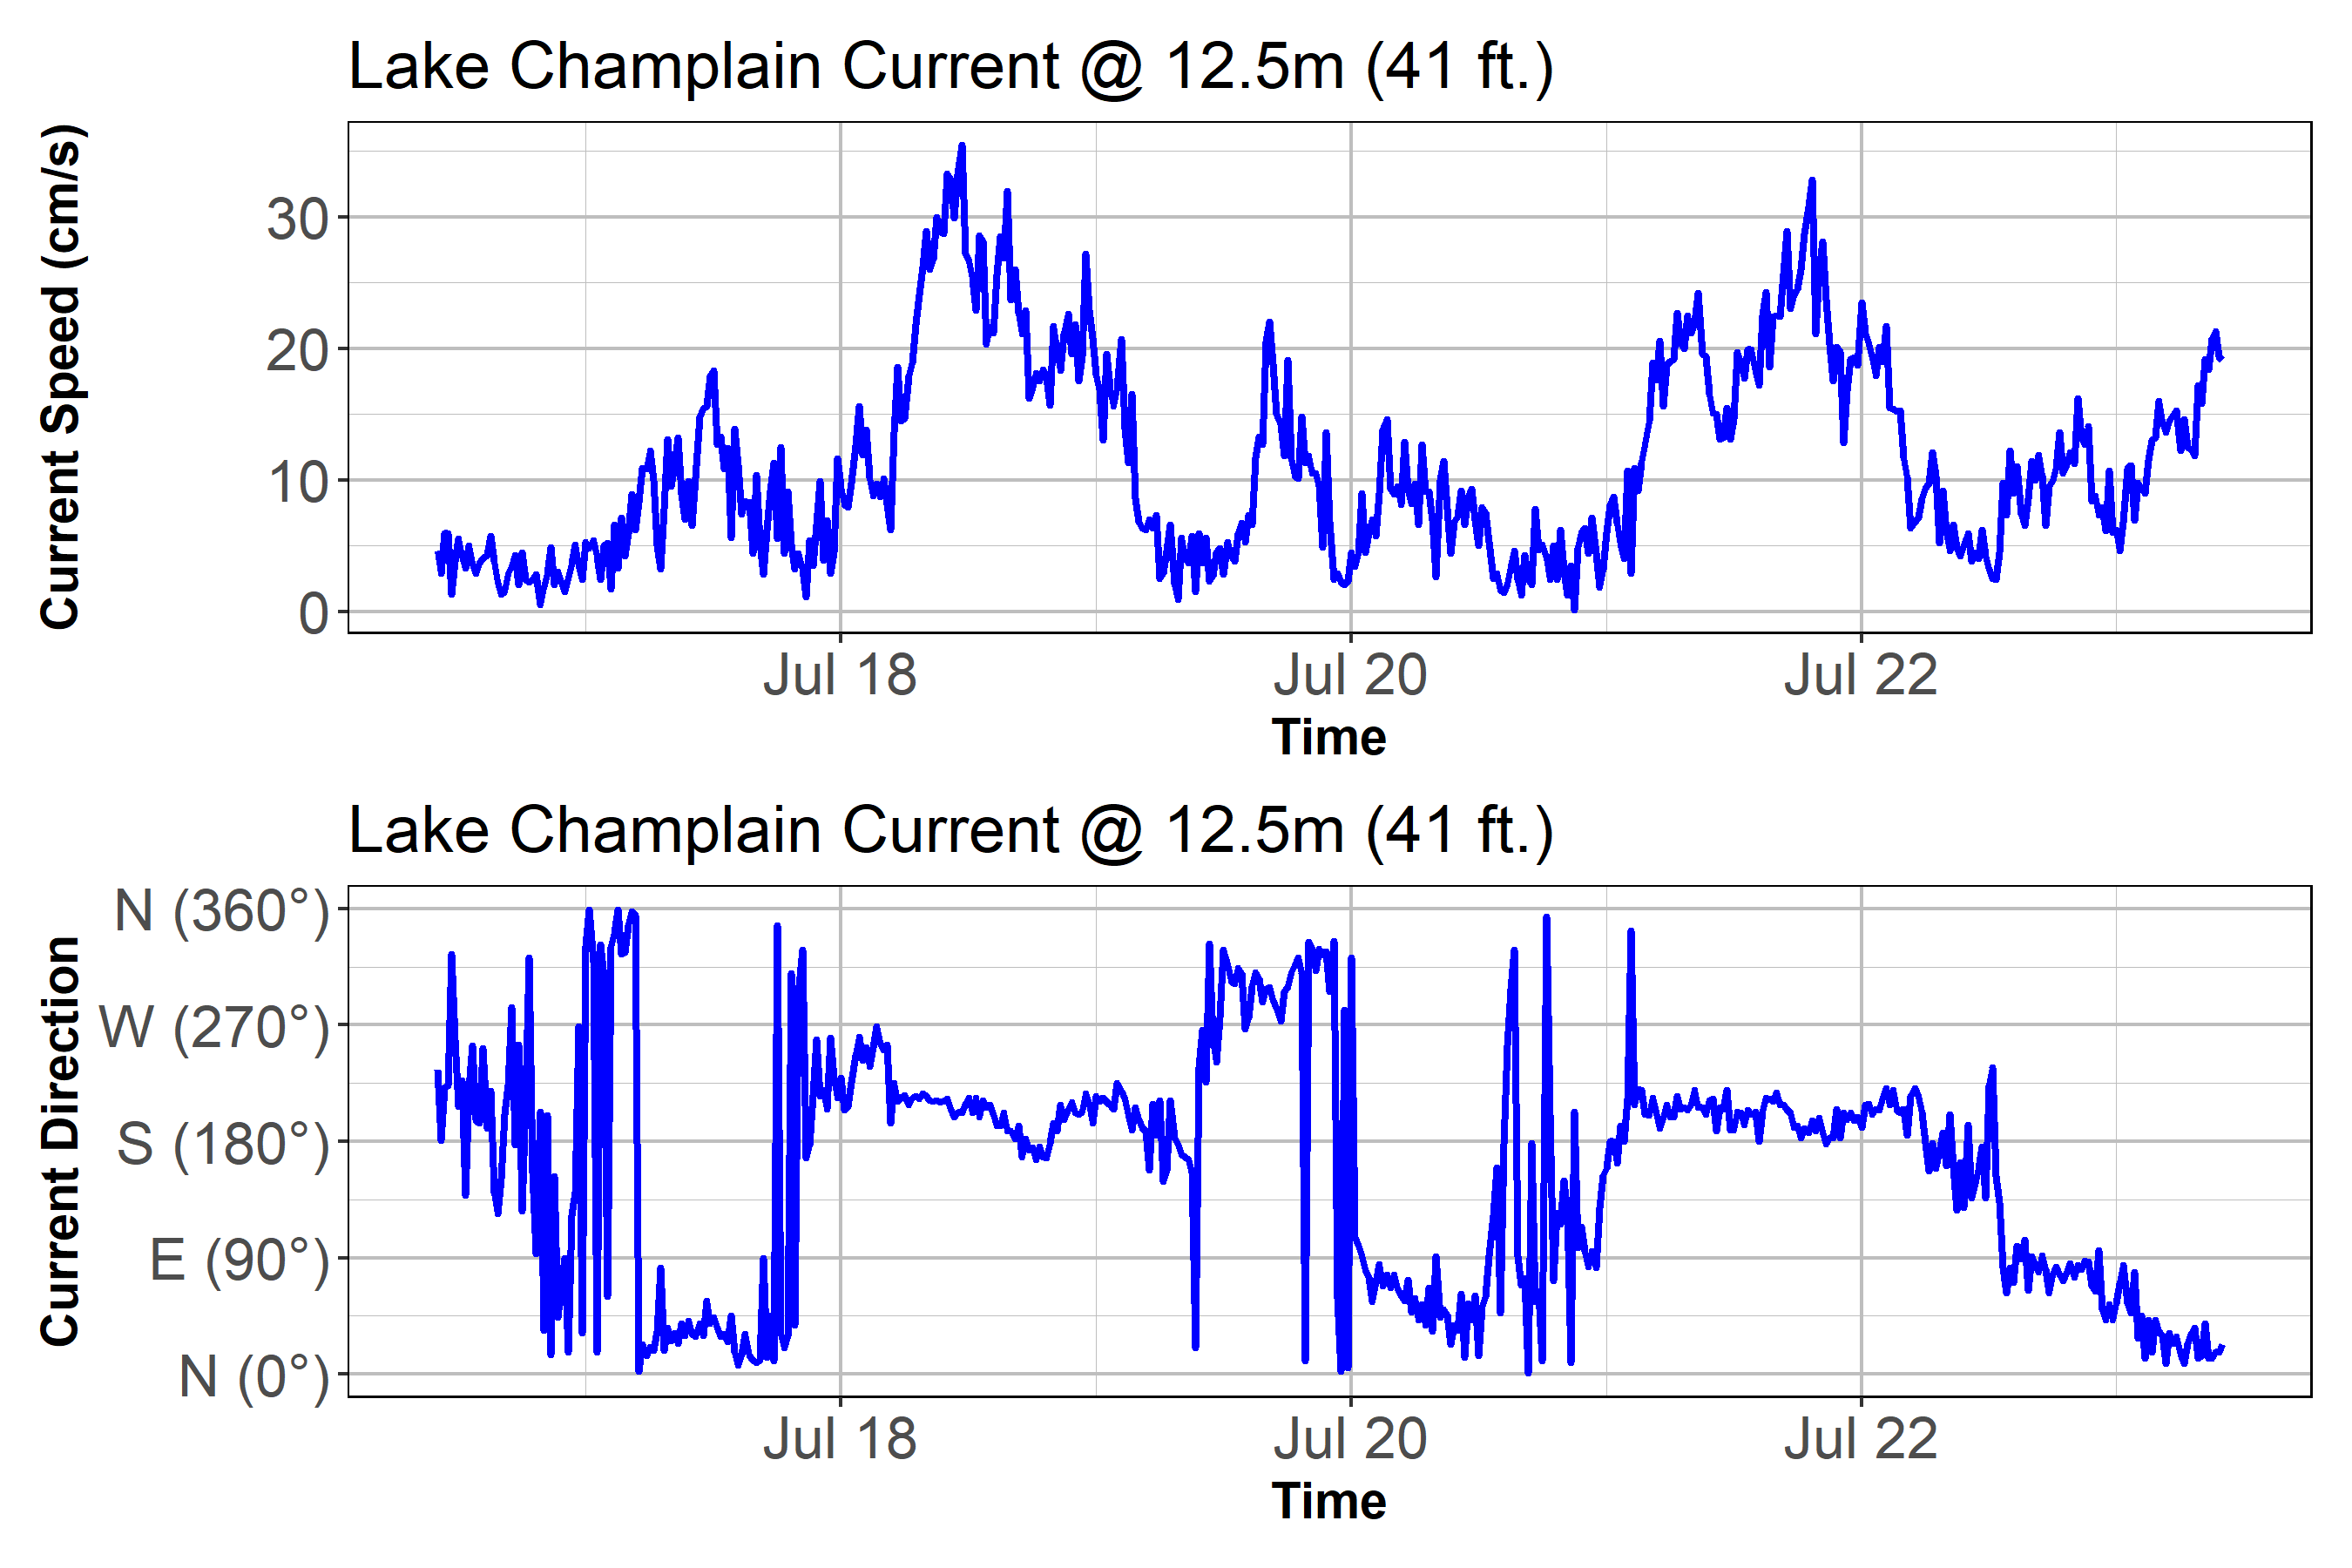 Lake Champlain Current @ 12.5m (41 ft.)
Current Speed (cm/s)
30
20
10
0
Jul 18 Jul 20 Jul 22
Time
Lake Champlain Current @ 12.5m (41 ft.)
Current Direction
N (360°)
W (270°)
S (180°)
E (90°)
N (0°)
Jul 18 Jul 20 Jul 22
Time